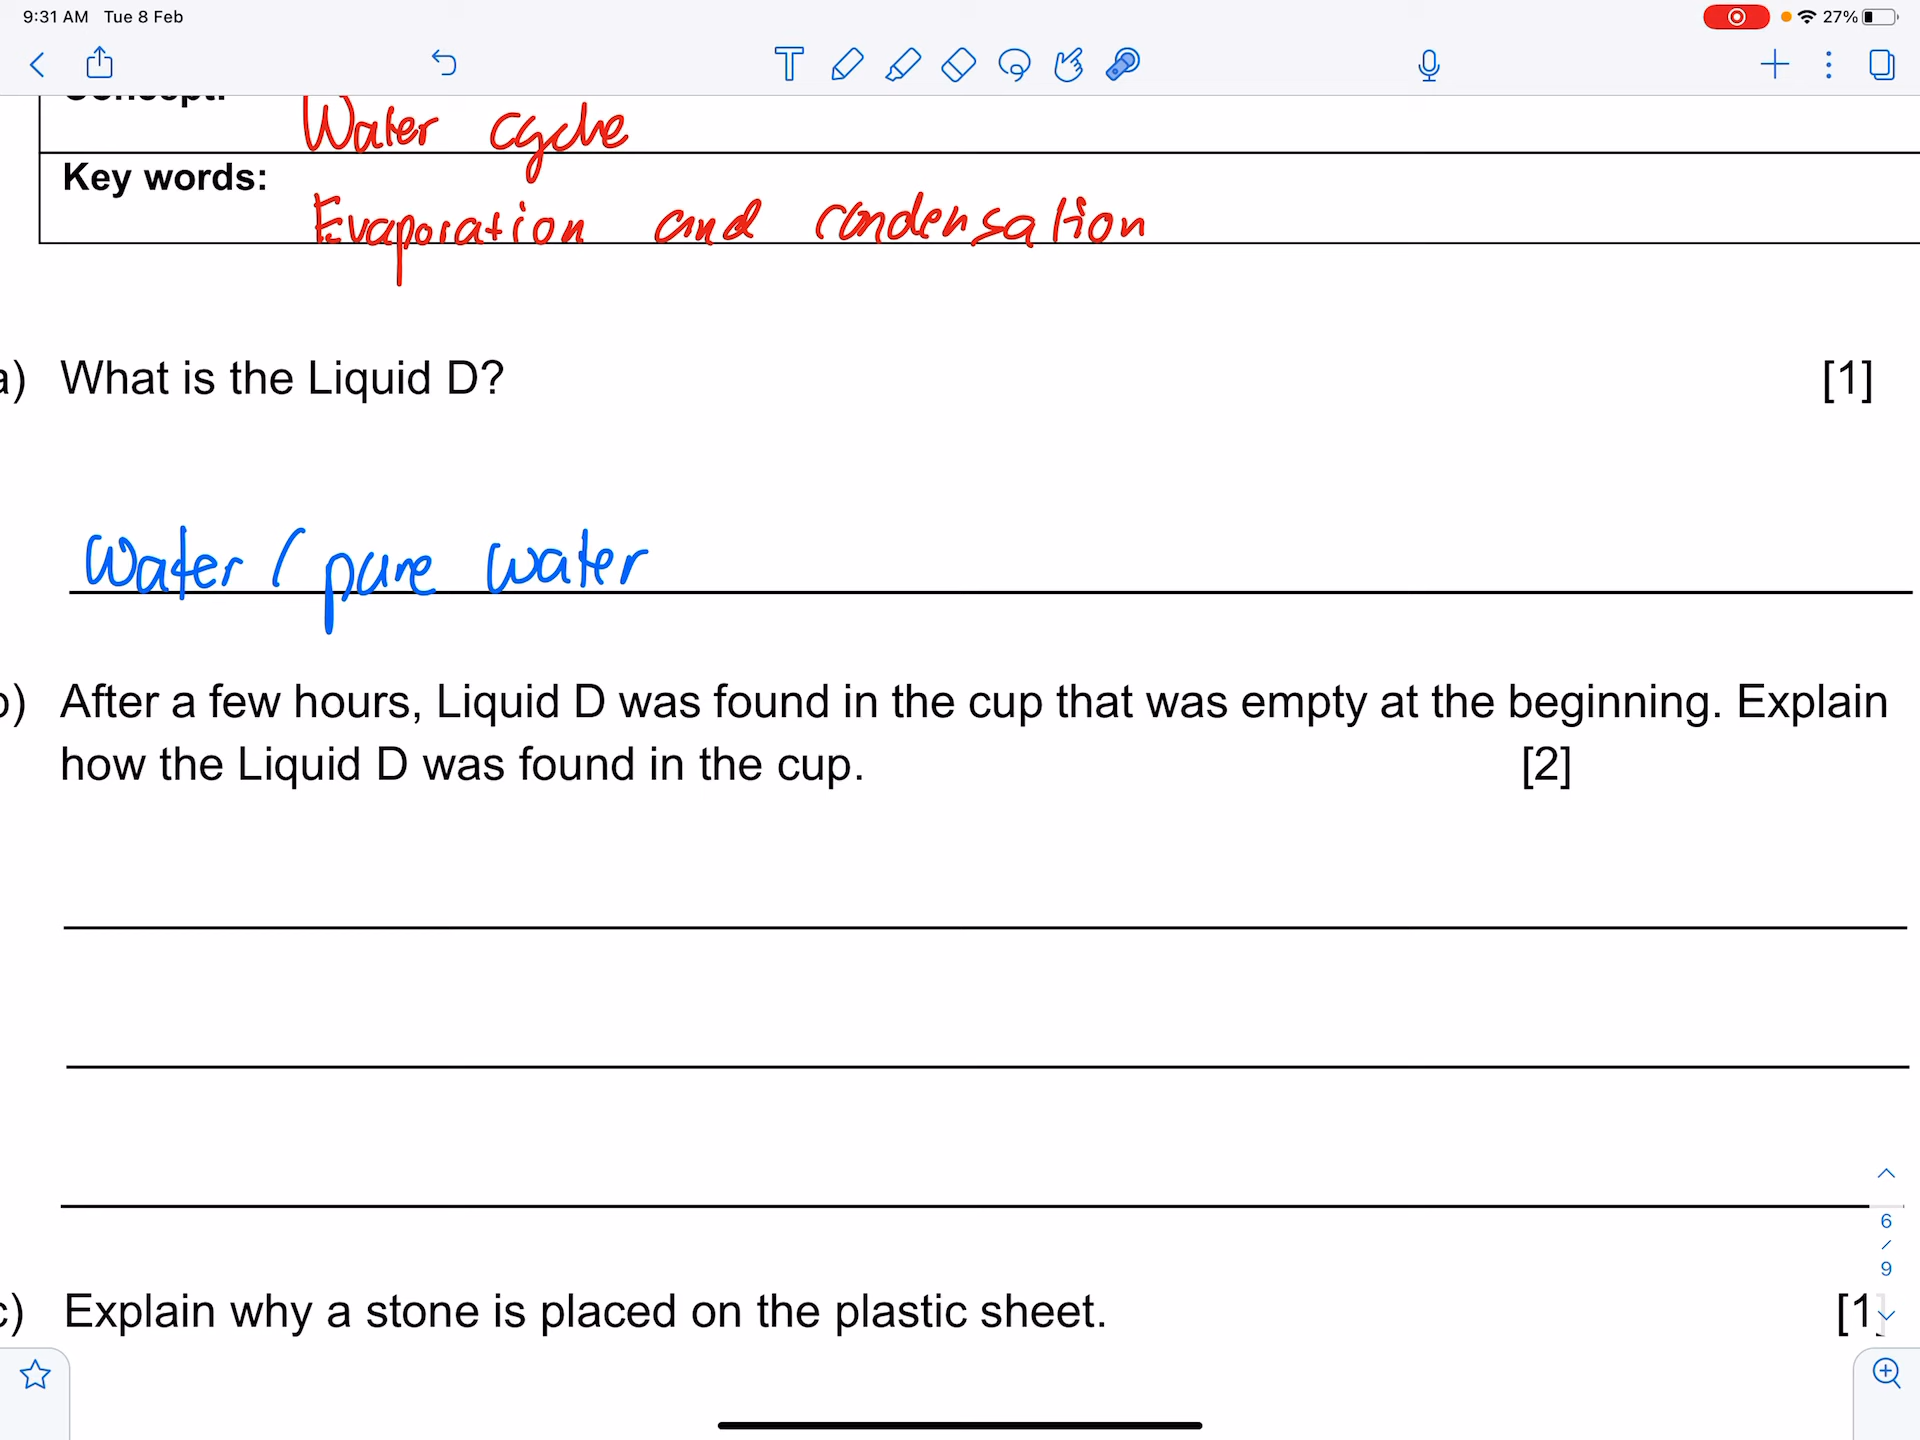 9:31 AM Tue 8 Feb
27%
Concept:
Water cycle
Key words:
Evaporation and condensation
a) What is the Liquid D? [1]
Water / pure water
b) After a few hours, Liquid D was found in the cup that was empty at the beginning. Explain
how the Liquid D was found in the cup. [2]
6
/
9
c) Explain why a stone is placed on the plastic sheet. [1]